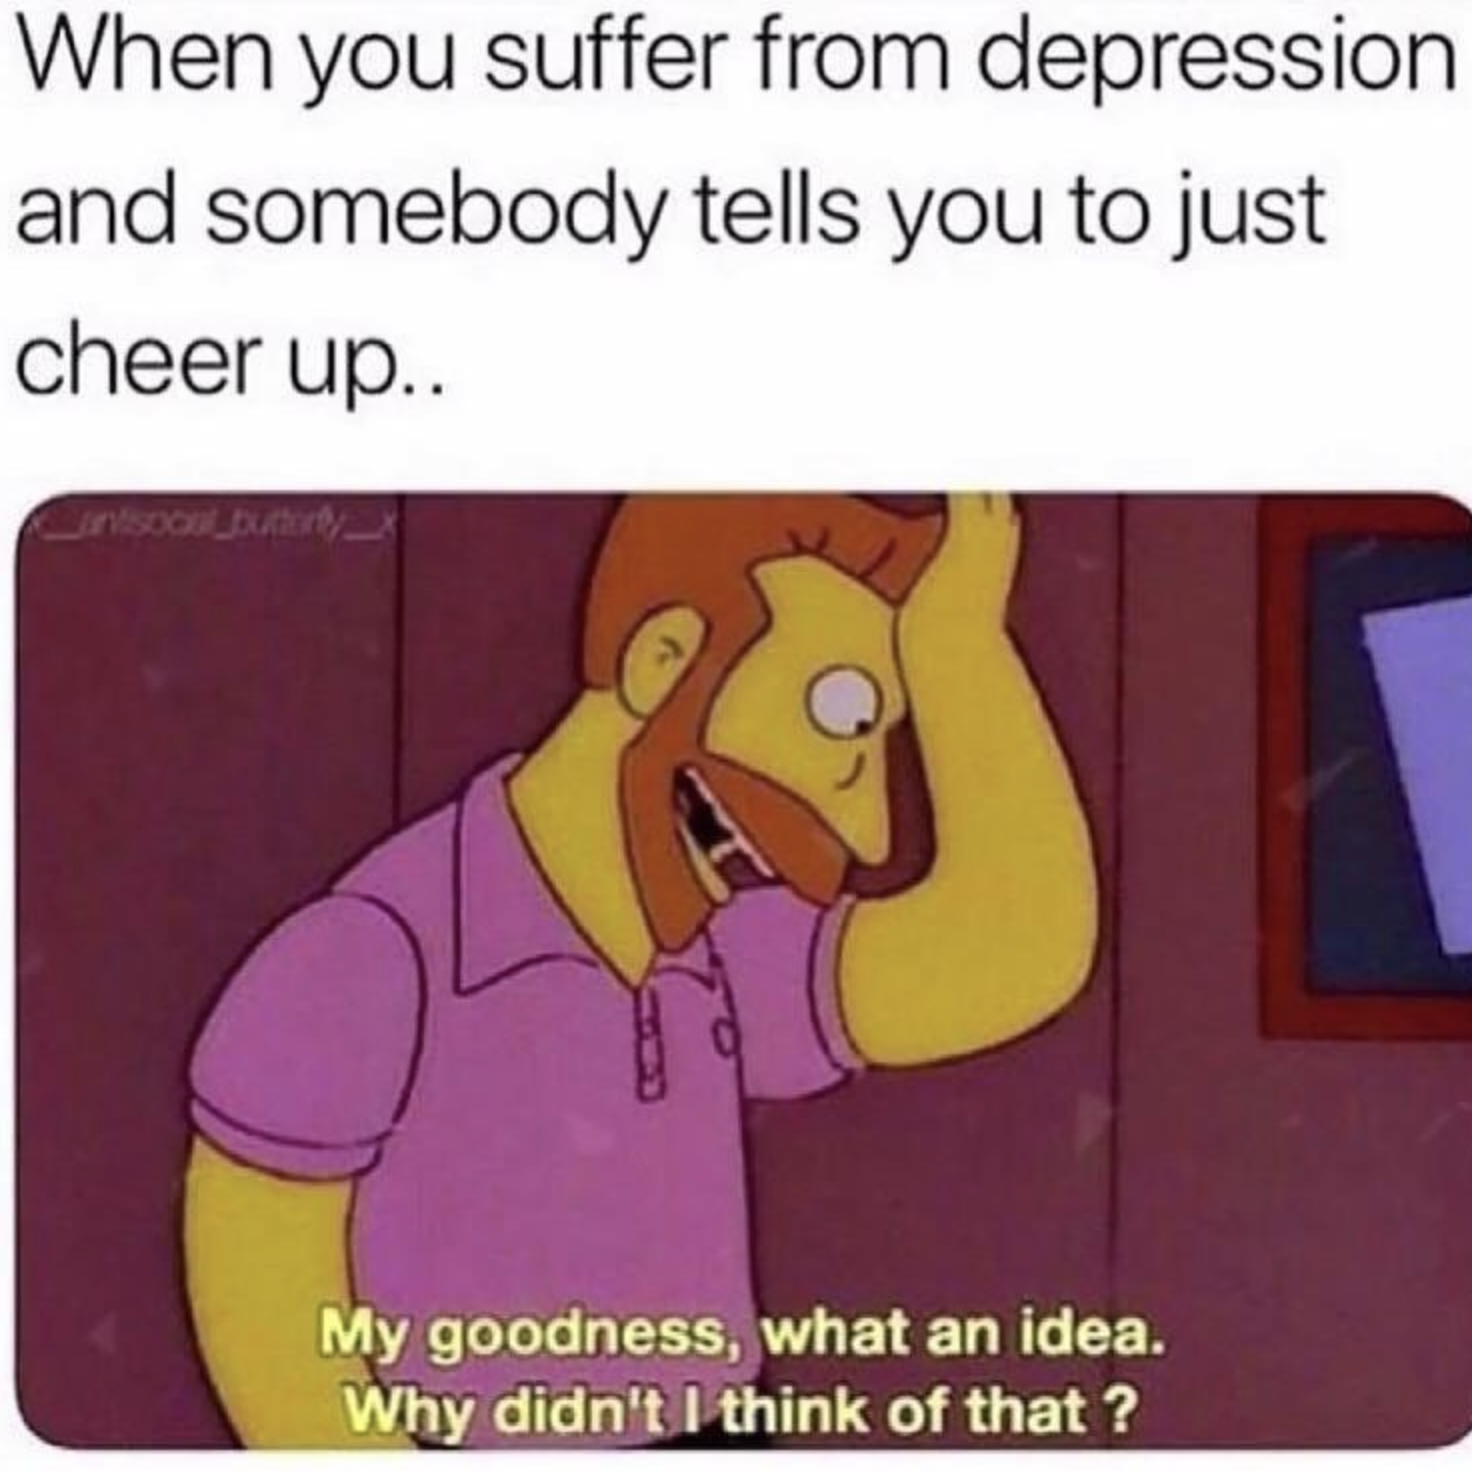 When you suffer from depression
and somebody tells you to just
cheer up..
x__antisocial_butterfly__x
My goodness, what an idea.
Why didn't I think of that ?